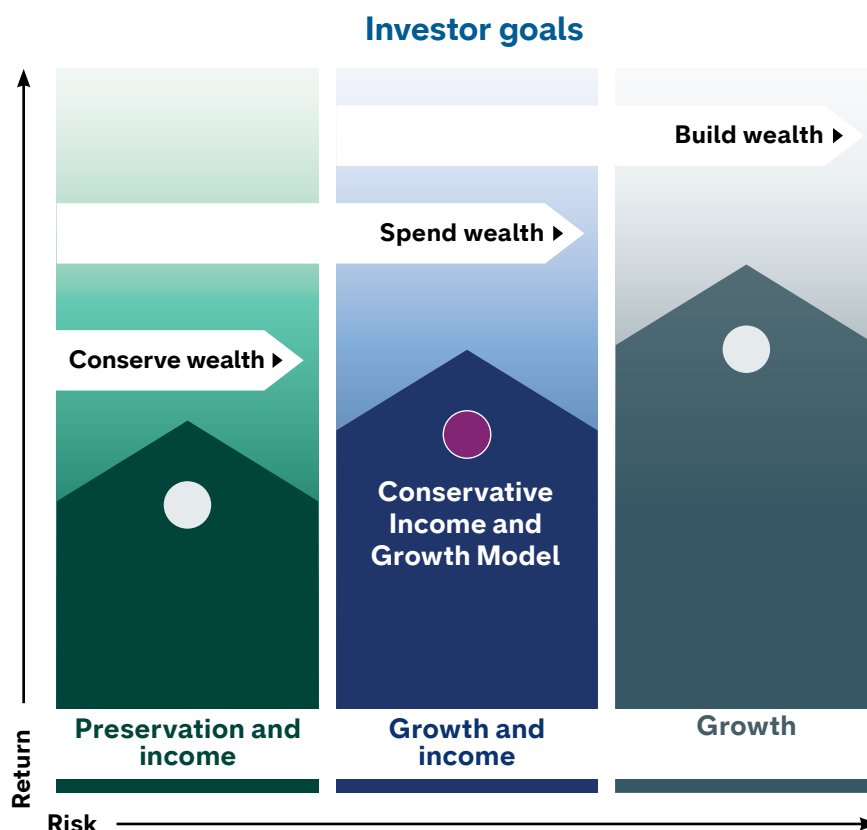 Investor goals
Build wealth
Spend wealth
Conserve wealth
Conservative
Income and
Growth Model
Preservation and
income
Growth and
income
Growth
Return
Risk